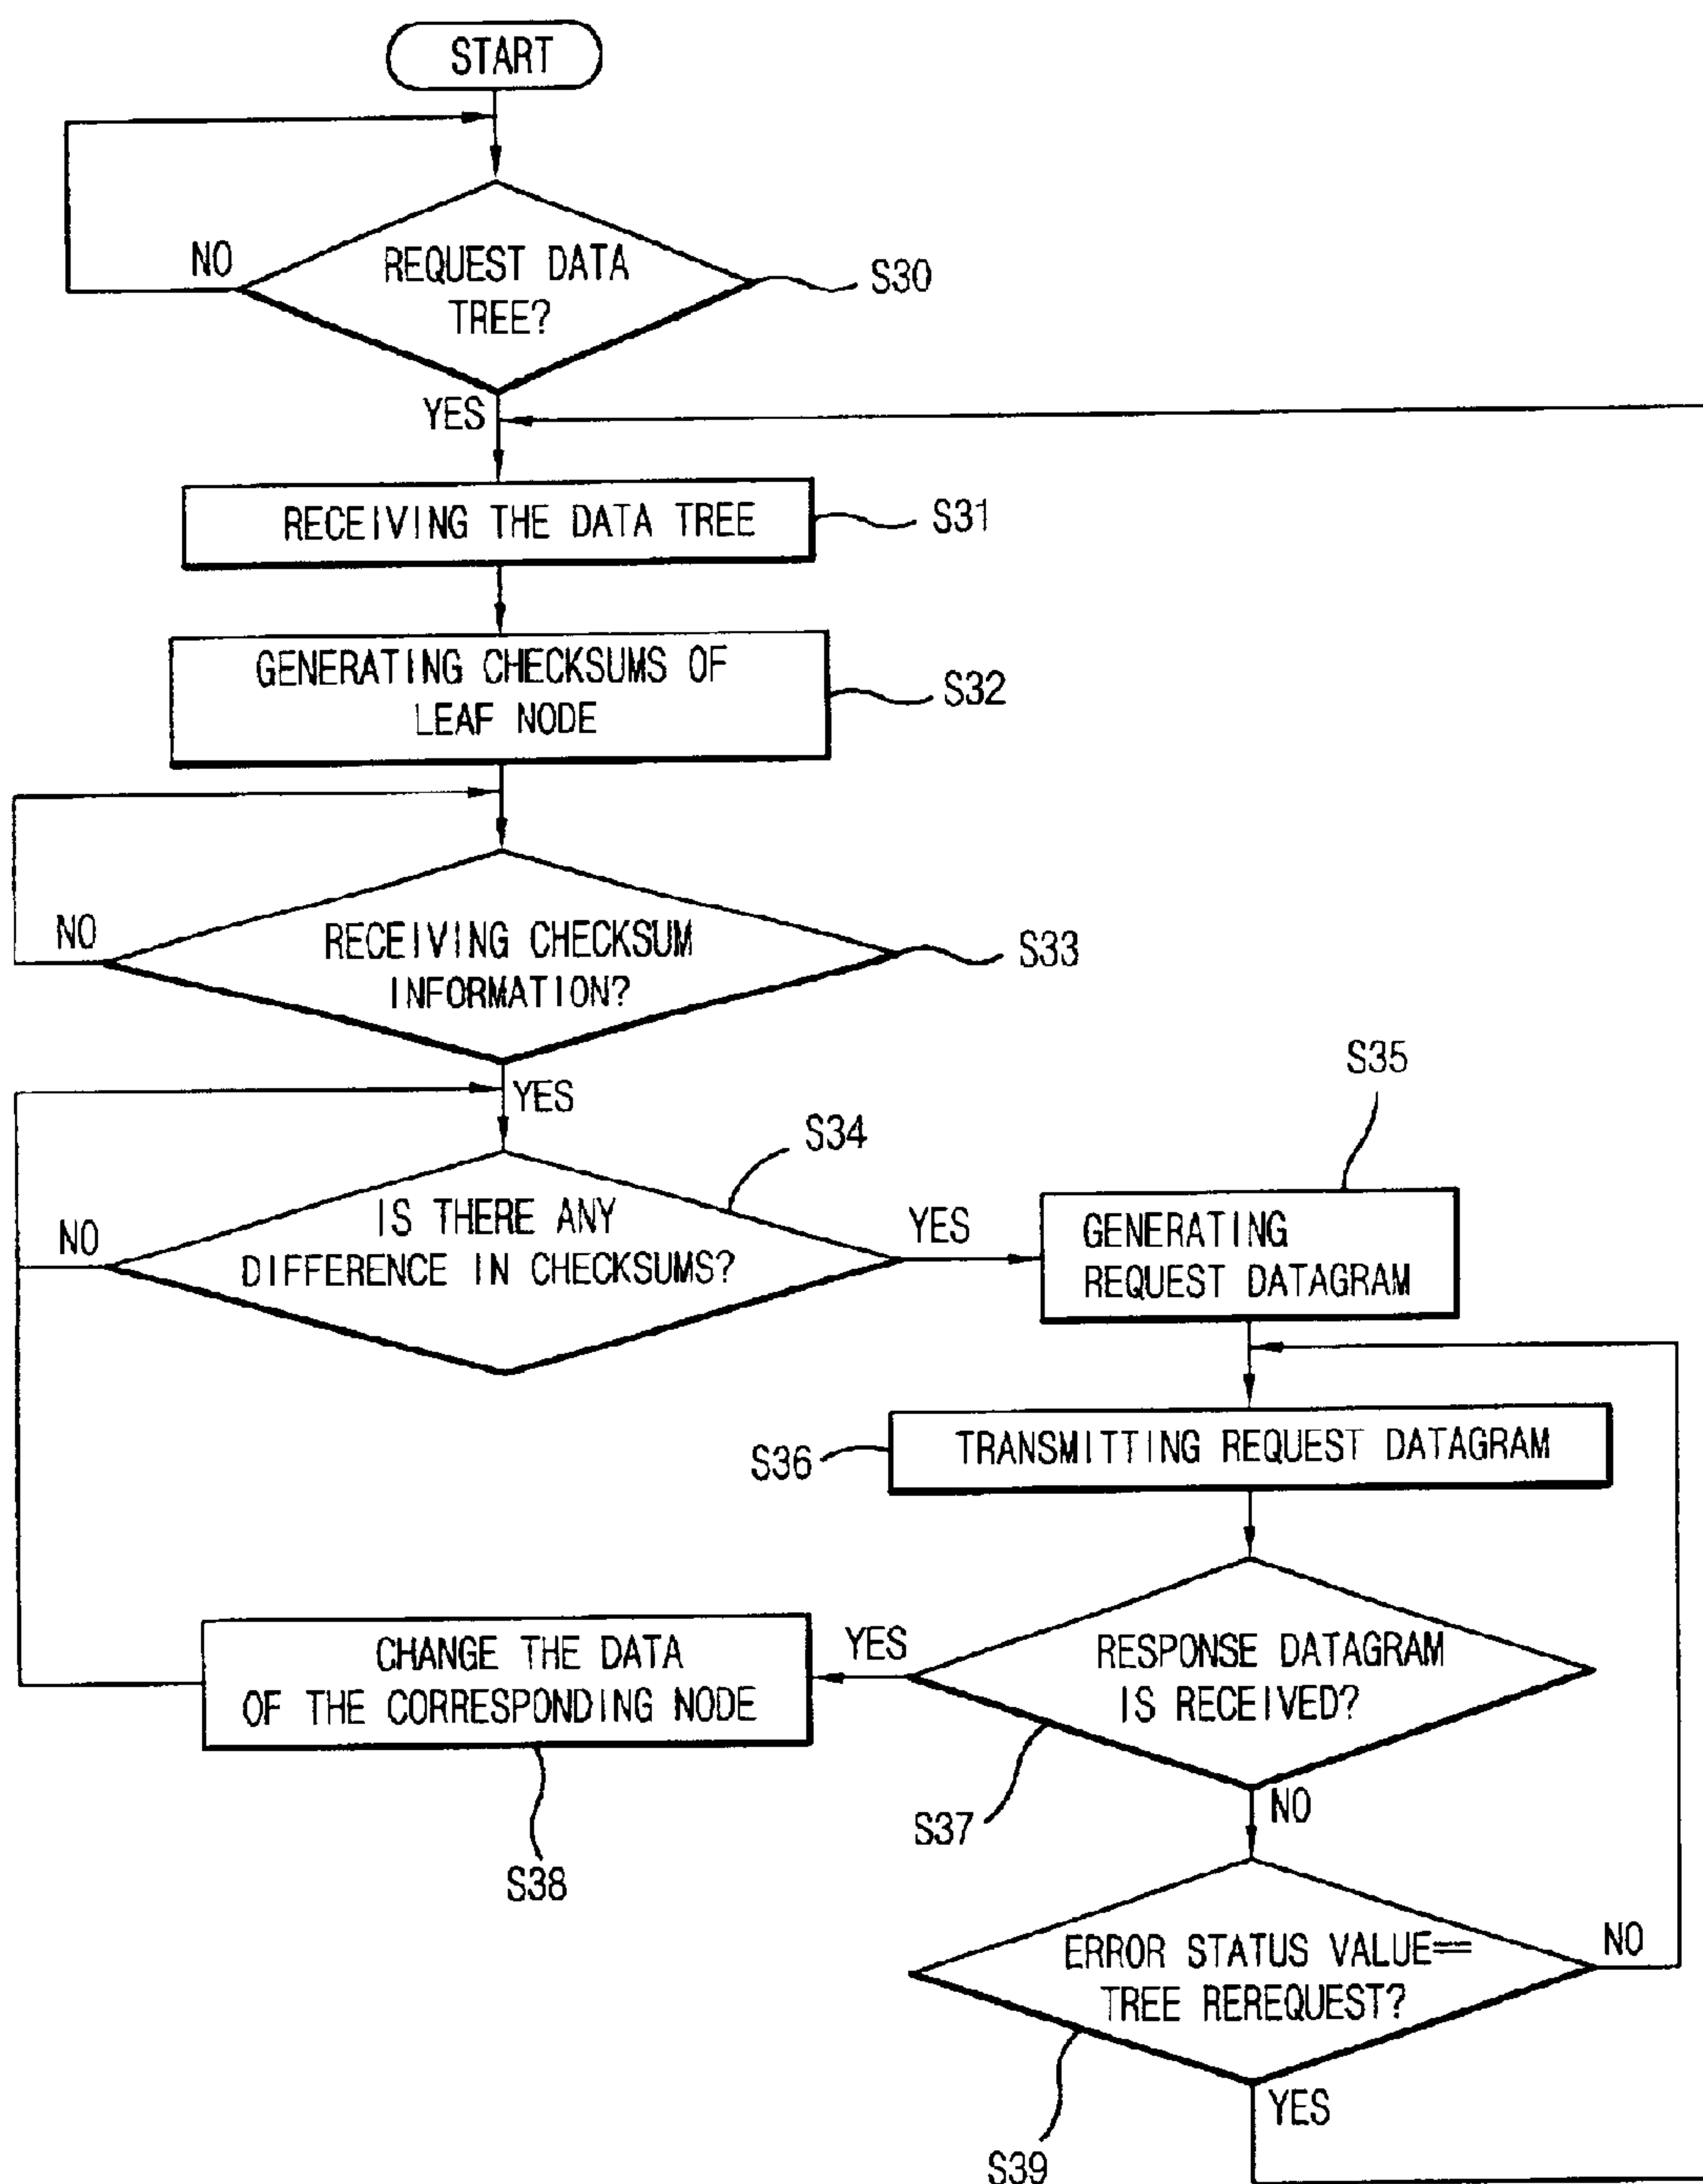 START
NO
REQUEST DATA
TREE?
S30
YES
RECEIVING THE DATA TREE
S31
GENERATING CHECKSUMS OF
LEAF NODE
S32
NO
RECEIVING CHECKSUM
INFORMATION?
S33
YES
S34
NO
IS THERE ANY
DIFFERENCE IN CHECKSUMS?
YES
S35
GENERATING
REQUEST DATAGRAM
S36
TRANSMITTING REQUEST DATAGRAM
RESPONSE DATAGRAM
IS RECEIVED?
YES
CHANGE THE DATA
OF THE CORRESPONDING NODE
S38
S37
NO
ERROR STATUS VALUE==
TREE REREQUEST?
NO
YES
S39